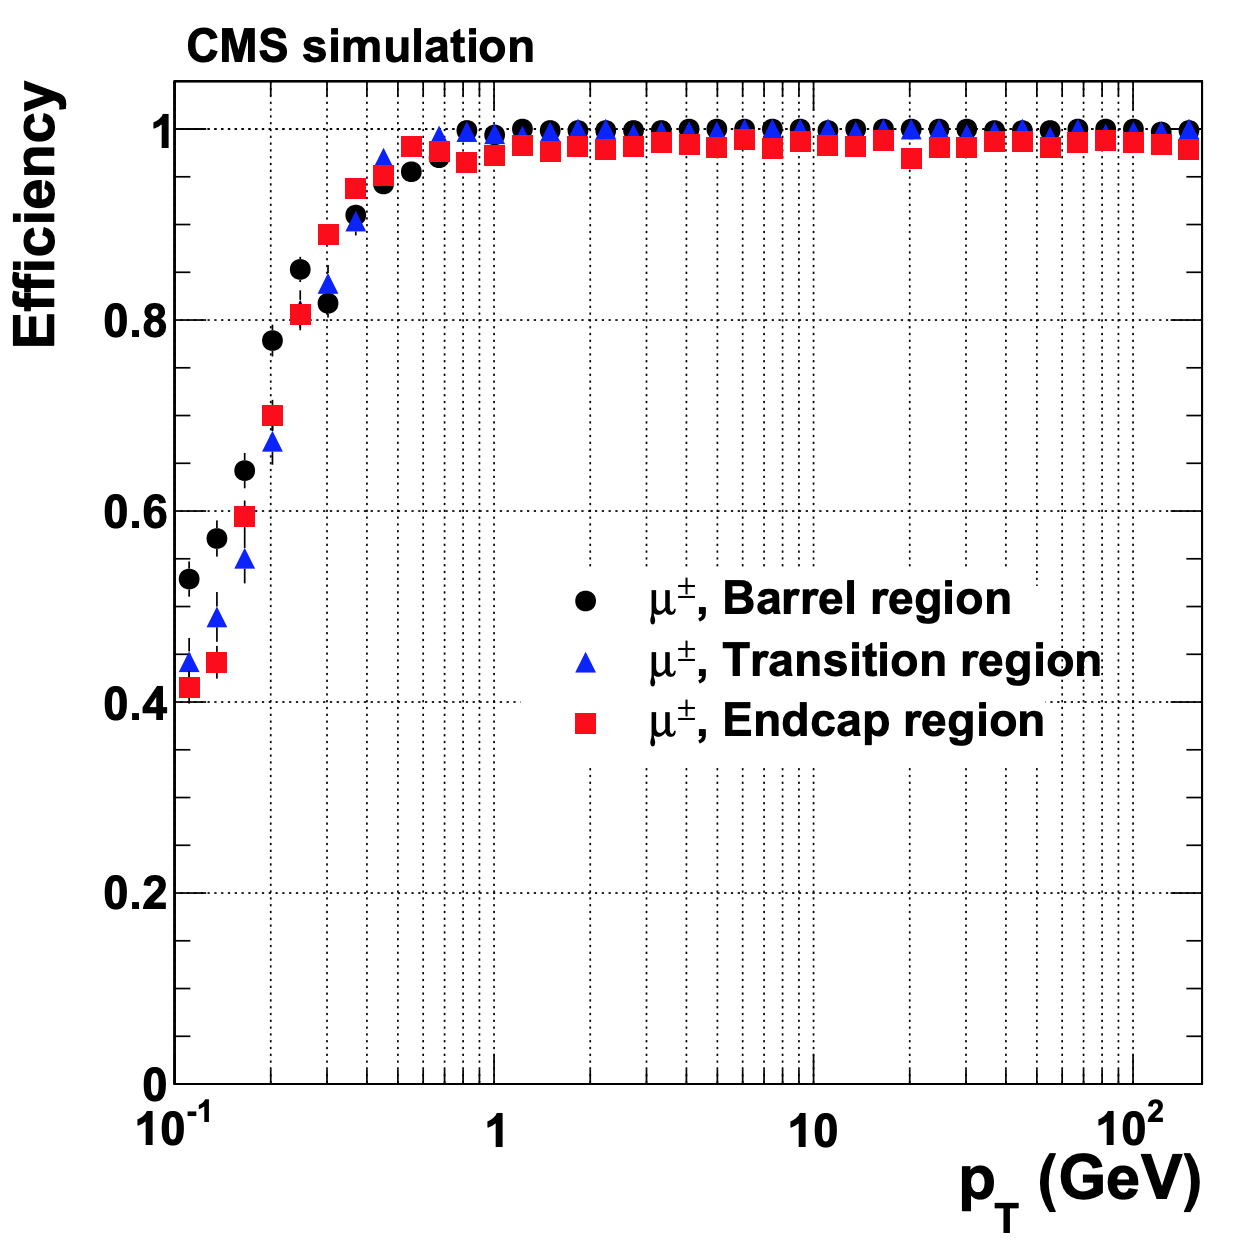 CMS simulation
Efficiency
1
0.8
0.6
0.4
0.2
0
μ±, Barrel region
μ±, Transition region
μ±, Endcap region
10⁻¹ 1 10 10²
p_T (GeV)